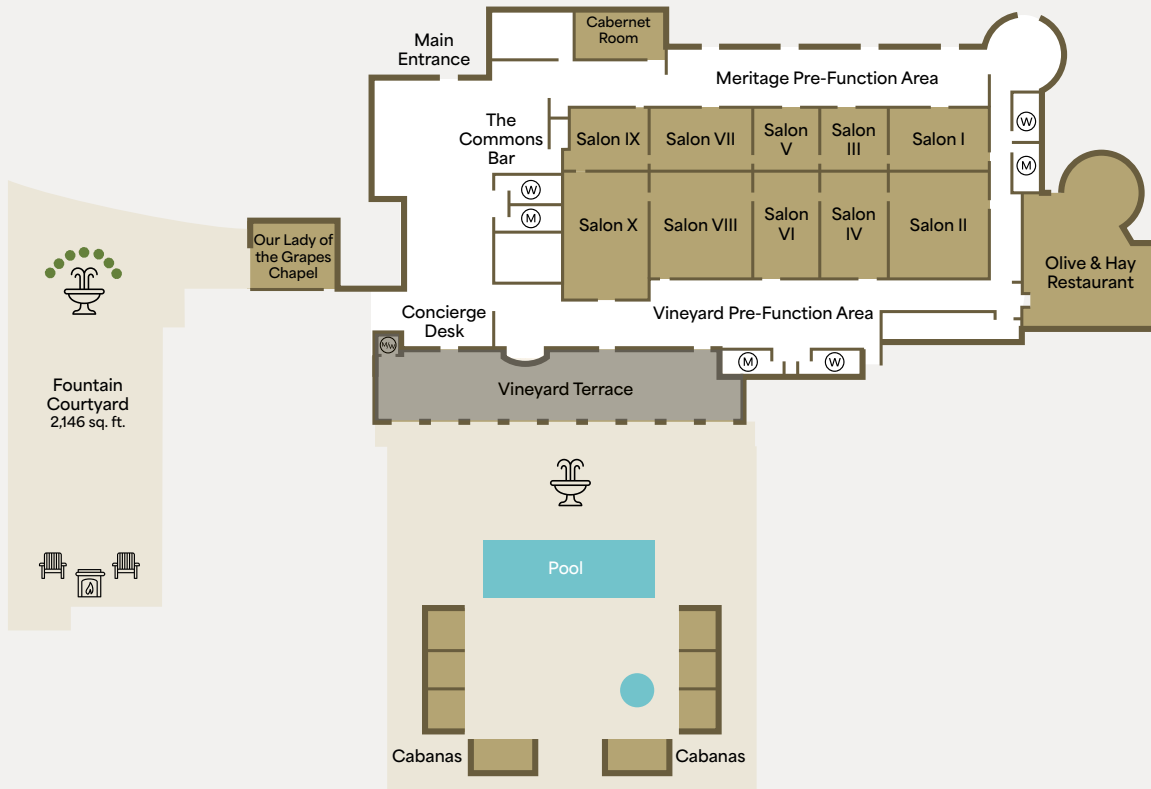 Cabernet
Room
Main
Entrance
Meritage Pre-Function Area
The
Commons
Bar
Salon IX
Salon VII
Salon
V
Salon
III
Salon I
W
M
W
M
Salon X
Salon VIII
Salon
VI
Salon
IV
Salon II
Our Lady of
the Grapes
Chapel
Olive & Hay
Restaurant
Concierge
Desk
Vineyard Pre-Function Area
M/W
M
W
Vineyard Terrace
Fountain
Courtyard
2,146 sq. ft.
Pool
Cabanas
Cabanas